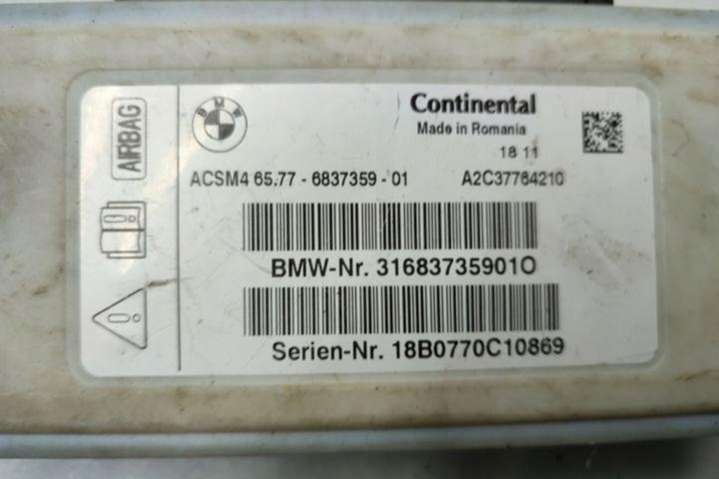 AIRBAG
BMW
Continental
Made in Romania
18 11
ACSM4 65.77 - 6837359 - 01 A2C37764210
BMW-Nr. 31683735901O
Serien-Nr. 18B0770C10869